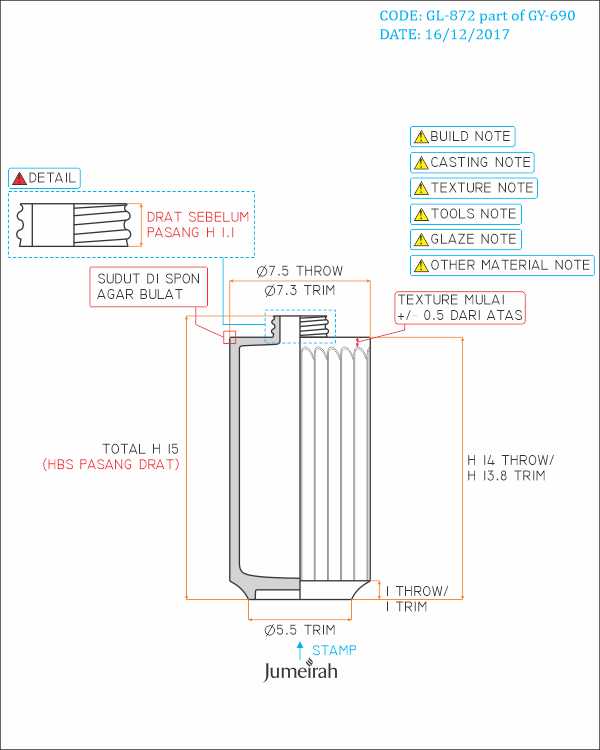 CODE: GL-872 part of GY-690
DATE: 16/12/2017
BUILD NOTE
CASTING NOTE
TEXTURE NOTE
TOOLS NOTE
GLAZE NOTE
OTHER MATERIAL NOTE
DETAIL
DRAT SEBELUM
PASANG H 1.1
SUDUT DI SPON
AGAR BULAT
Ø7.5 THROW
Ø7.3 TRIM
TEXTURE MULAI
+/- 0.5 DARI ATAS
TOTAL H 15
(HBS PASANG DRAT)
H 14 THROW/
H 13.8 TRIM
1 THROW/
1 TRIM
Ø5.5 TRIM
STAMP
Jumeirah